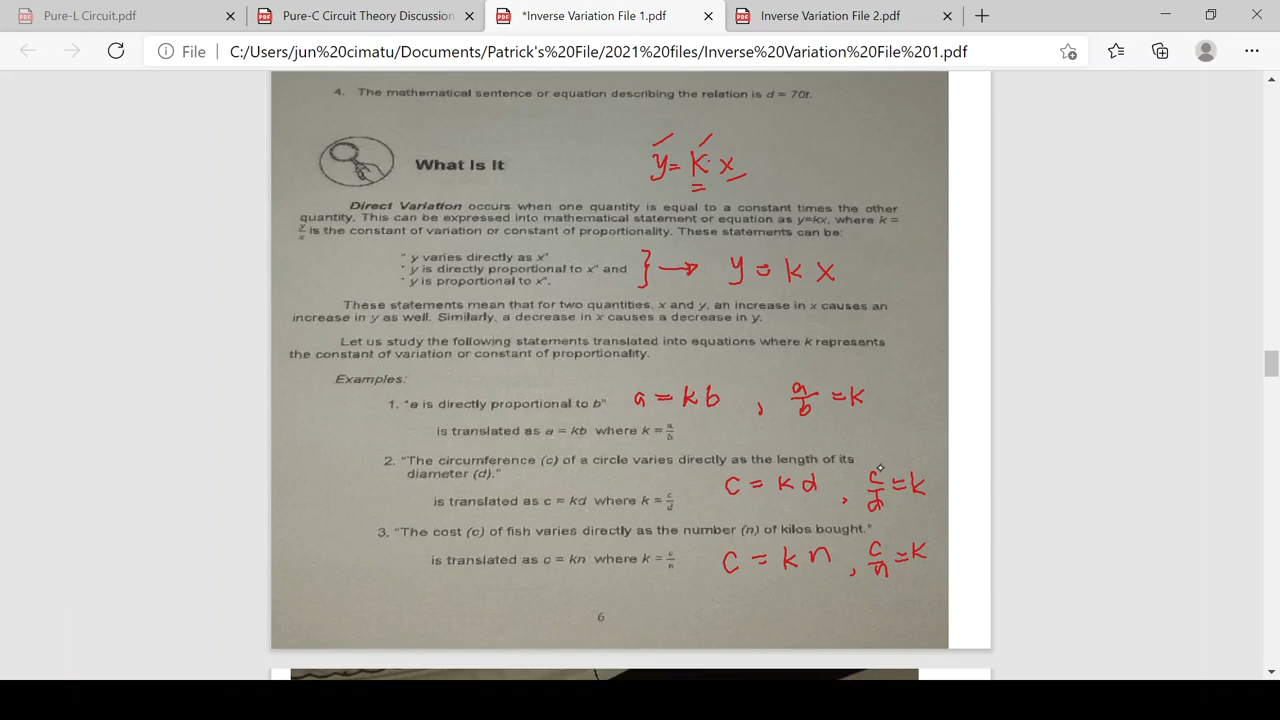 Pure-L Circuit.pdf
Pure-C Circuit Theory Discussion
*Inverse Variation File 1.pdf
Inverse Variation File 2.pdf
File
C:/Users/jun%20cimatu/Documents/Patrick's%20File/2021%20files/Inverse%20Variation%20File%201.pdf
4. The mathematical sentence or equation describing the relation is d = 70t.
What Is It
y = k · x
Direct Variation occurs when one quantity is equal to a constant times the other
quantity. This can be expressed into mathematical statement or equation as y=kx, where k =
y/x is the constant of variation or constant of proportionality. These statements can be:
" y varies directly as x"
" y is directly proportional to x" and
" y is proportional to x".
} → y = k x
These statements mean that for two quantities, x and y, an increase in x causes an
increase in y as well. Similarly, a decrease in x causes a decrease in y.
Let us study the following statements translated into equations where k represents
the constant of variation or constant of proportionality.
Examples:
1. "a is directly proportional to b"
a = k b , a/b = k
is translated as a = kb where k = a/b
2. "The circumference (c) of a circle varies directly as the length of its
diameter (d)."
C = k d , c/d = k
is translated as c = kd where k = c/d
3. "The cost (c) of fish varies directly as the number (n) of kilos bought."
is translated as c = kn where k = c/n
C = k n , c/n = k
6